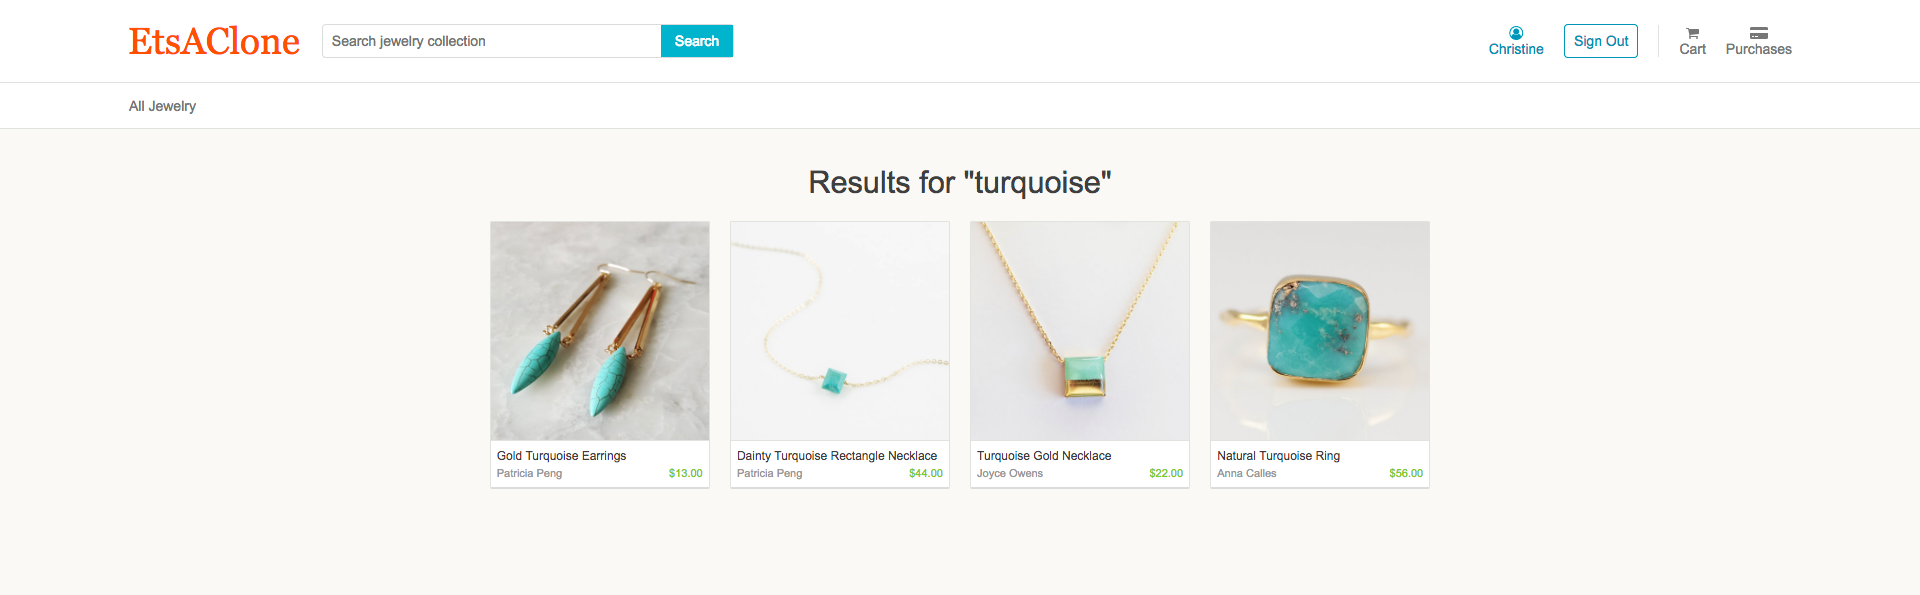 EtsAClone
Search jewelry collection
Search
Christine
Sign Out
Cart
Purchases
All Jewelry
Results for "turquoise"
Gold Turquoise Earrings
Patricia Peng $13.00
Dainty Turquoise Rectangle Necklace
Patricia Peng $44.00
Turquoise Gold Necklace
Joyce Owens $22.00
Natural Turquoise Ring
Anna Calles $56.00